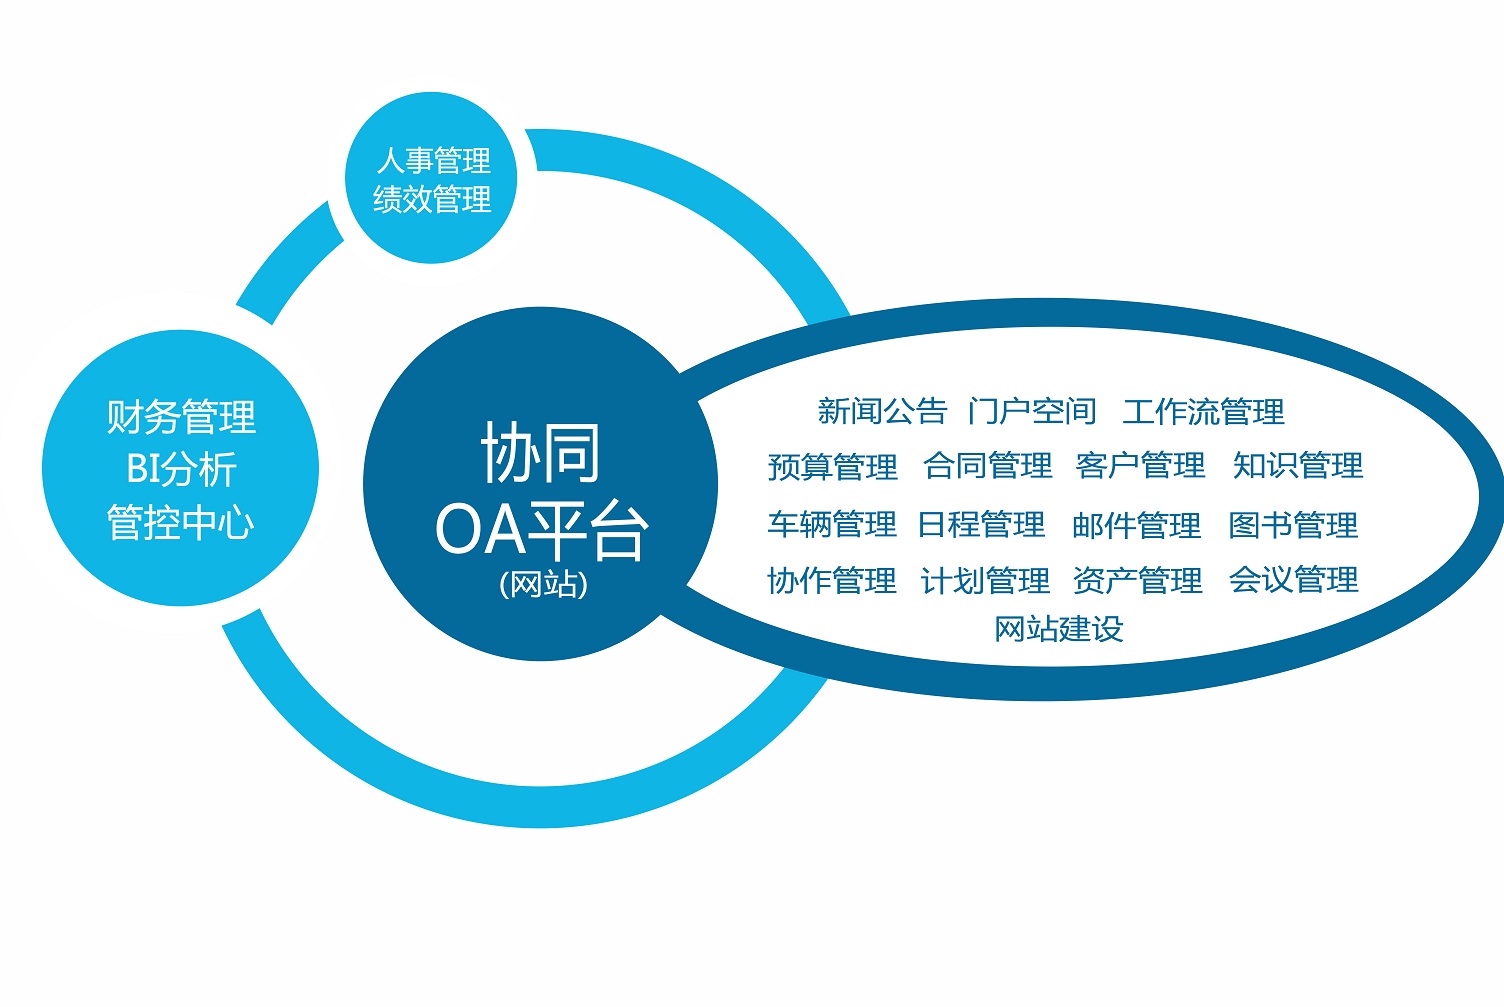 人事管理
绩效管理
财务管理
BI分析
管控中心
协同
OA平台
(网站)
新闻公告 门户空间 工作流管理
预算管理 合同管理 客户管理 知识管理
车辆管理 日程管理 邮件管理 图书管理
协作管理 计划管理 资产管理 会议管理
网站建设